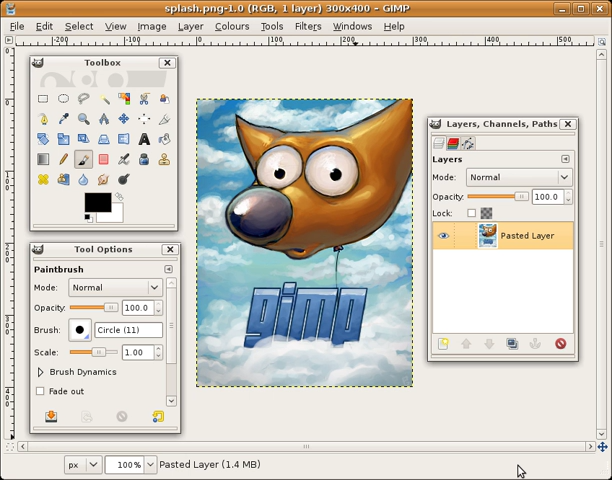 splash.png-1.0 (RGB, 1 layer) 300x400 – GIMP
File Edit Select View Image Layer Colours Tools Filters Windows Help
-200 -100 0 100 200 300 400 500
Toolbox
Tool Options
Paintbrush
Mode: Normal
Opacity: 100.0
Brush: Circle (11)
Scale: 1.00
Brush Dynamics
Fade out
gimp
Layers, Channels, Paths
Layers
Mode: Normal
Opacity: 100.0
Lock:
Pasted Layer
px 100% Pasted Layer (1.4 MB)